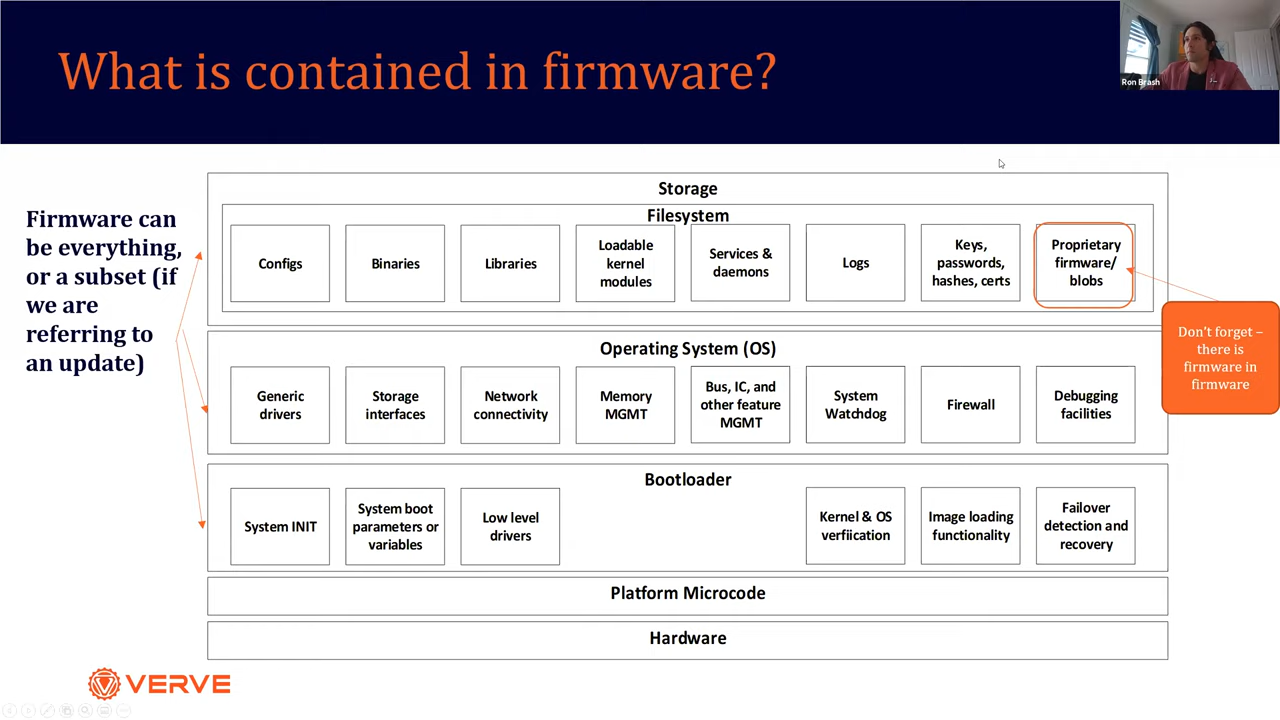 What is contained in firmware?
Ron Brash
Firmware can
be everything,
or a subset (if
we are
referring to
an update)
Storage
Filesystem
Configs
Binaries
Libraries
Loadable
kernel
modules
Services &
daemons
Logs
Keys,
passwords,
hashes, certs
Proprietary
firmware/
blobs
Don't forget –
there is
firmware in
firmware
Operating System (OS)
Generic
drivers
Storage
interfaces
Network
connectivity
Memory
MGMT
Bus, IC, and
other feature
MGMT
System
Watchdog
Firewall
Debugging
facilities
Bootloader
System INIT
System boot
parameters or
variables
Low level
drivers
Kernel & OS
verfiication
Image loading
functionality
Failover
detection and
recovery
Platform Microcode
Hardware
VERVE